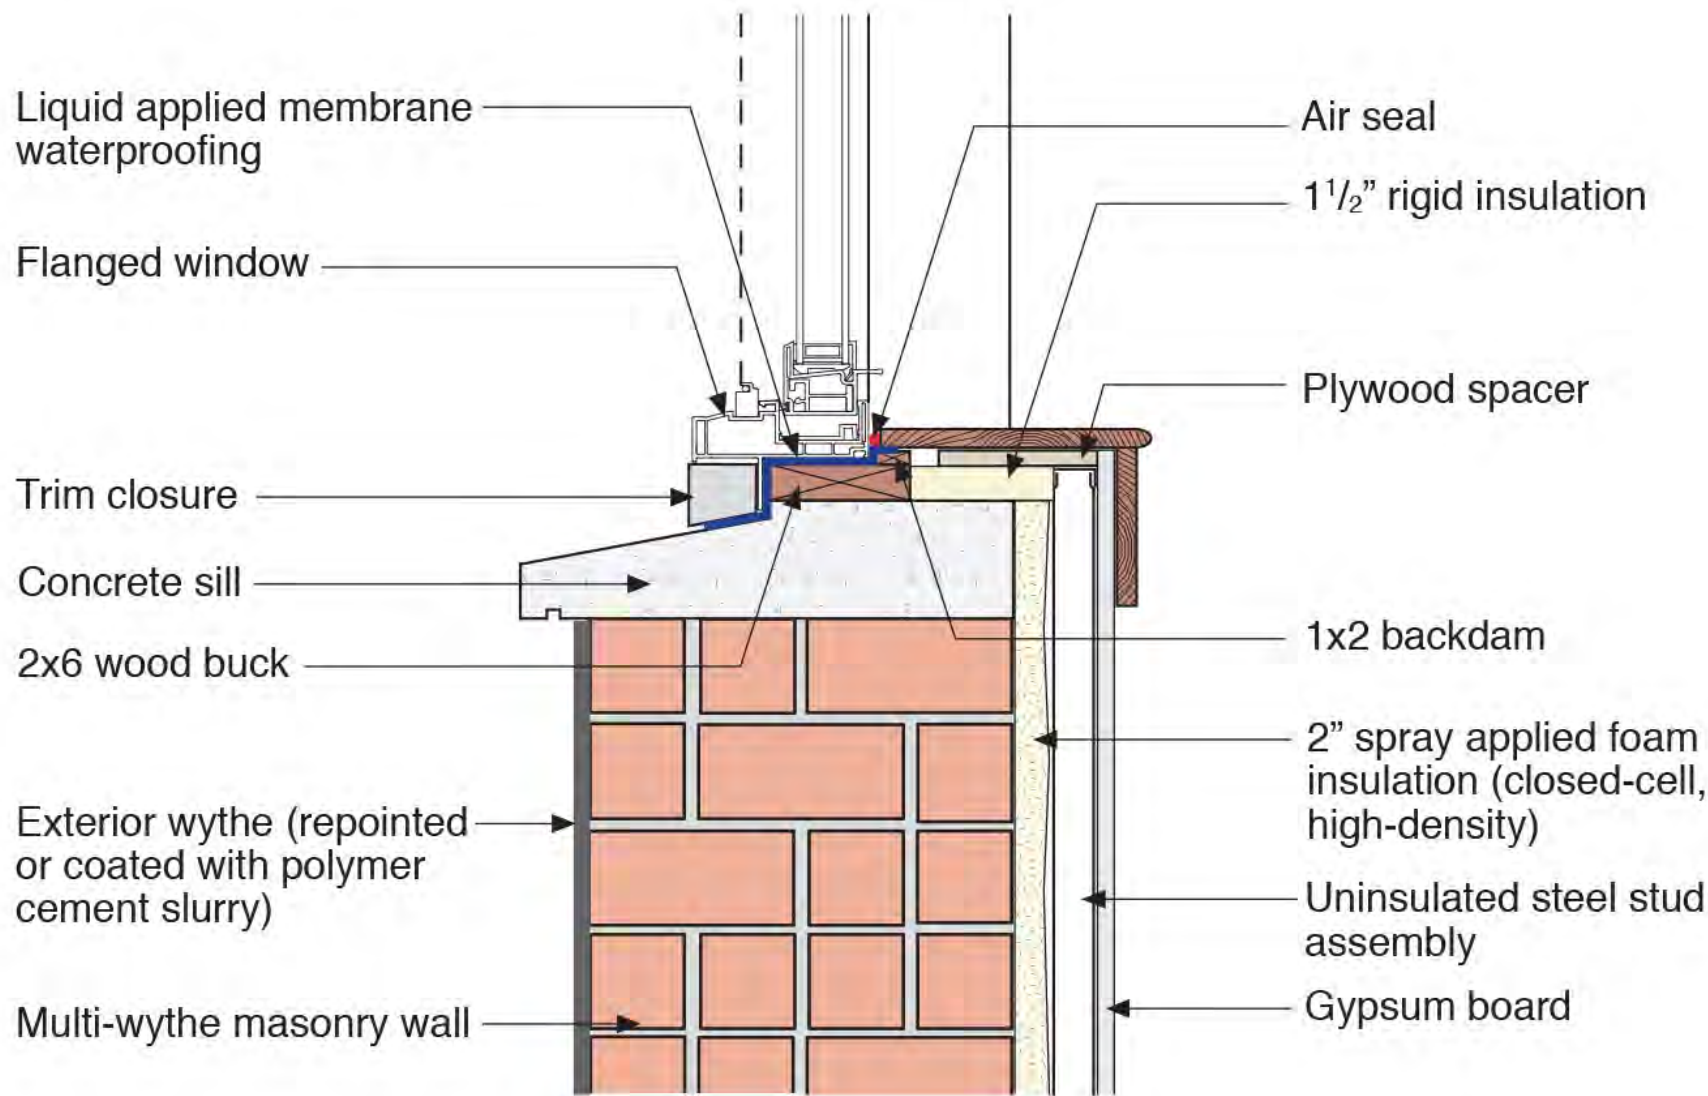 Liquid applied membrane
waterproofing
Flanged window
Trim closure
Concrete sill
2x6 wood buck
Exterior wythe (repointed
or coated with polymer
cement slurry)
Multi-wythe masonry wall
Air seal
1 1/2” rigid insulation
Plywood spacer
1x2 backdam
2” spray applied foam
insulation (closed-cell,
high-density)
Uninsulated steel stud
assembly
Gypsum board